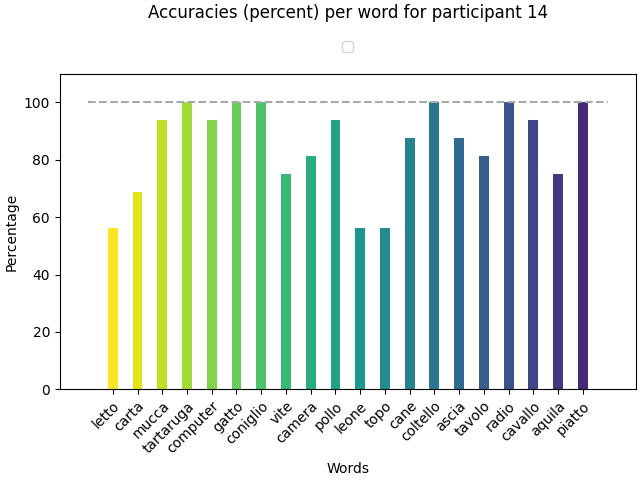 Accuracies (percent) per word for participant 14
100
80
60
40
20
0
Percentage
letto
carta
mucca
tartaruga
computer
gatto
coniglio
vite
camera
pollo
leone
topo
cane
coltello
ascia
tavolo
radio
cavallo
aquila
piatto
Words